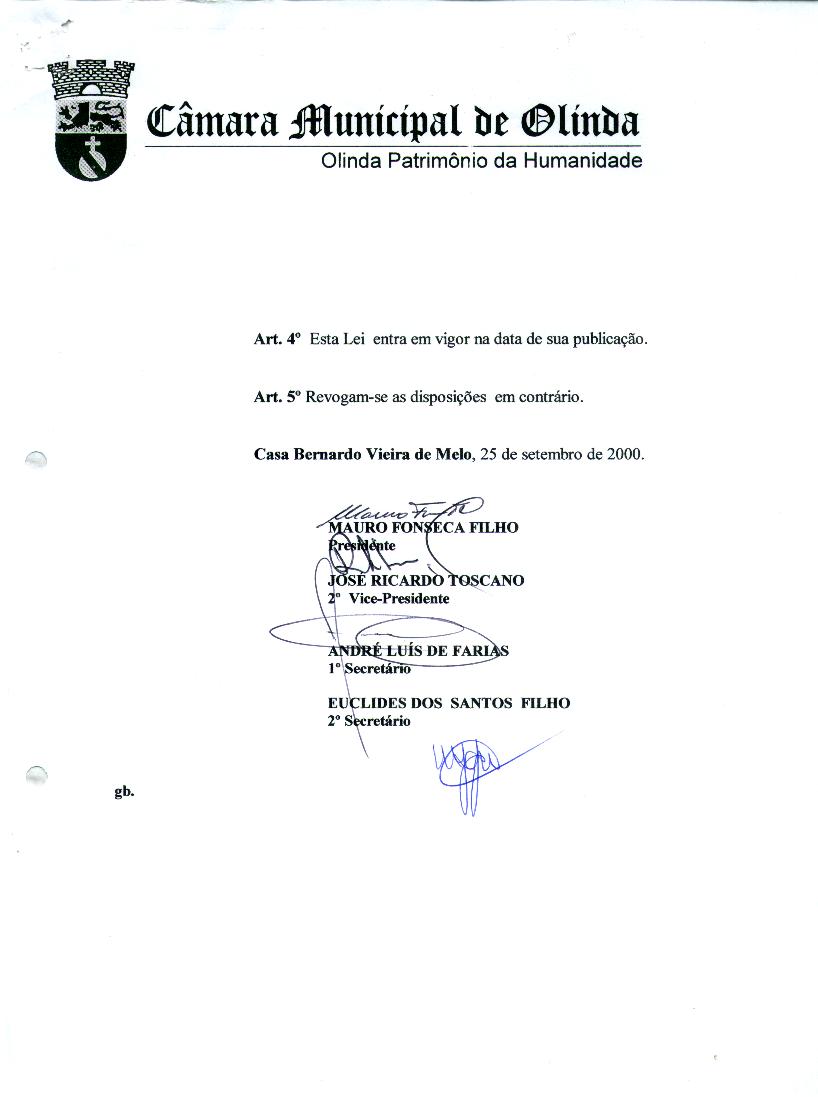 Câmara Municipal de Olinda
Olinda Patrimônio da Humanidade
Art. 4º Esta Lei entra em vigor na data de sua publicação.
Art. 5º Revogam-se as disposições em contrário.
Casa Bernardo Vieira de Melo, 25 de setembro de 2000.
MAURO FONSECA FILHO
Presidente
JOSÉ RICARDO TOSCANO
2º Vice-Presidente
ANDRÉ LUÍS DE FARIAS
1º Secretário
EUCLIDES DOS SANTOS FILHO
2º Secretário
gb.